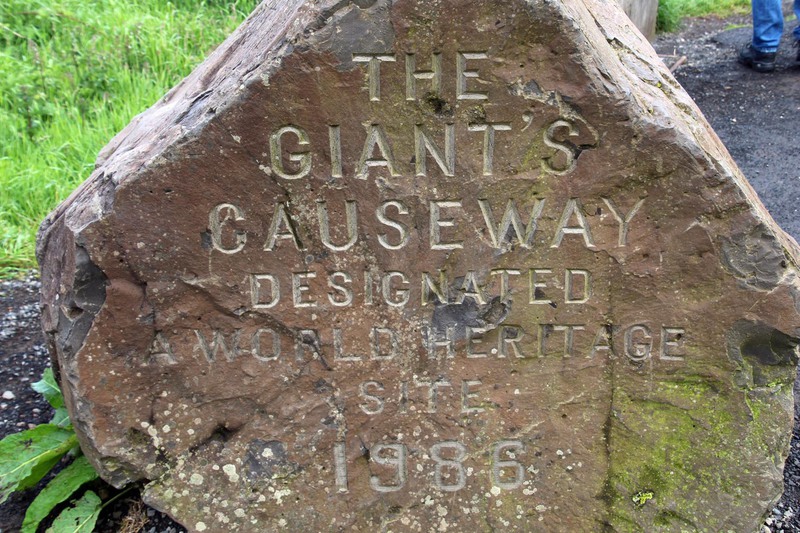 THE
GIANT'S
CAUSEWAY
DESIGNATED
A WORLD HERITAGE
SITE
1986